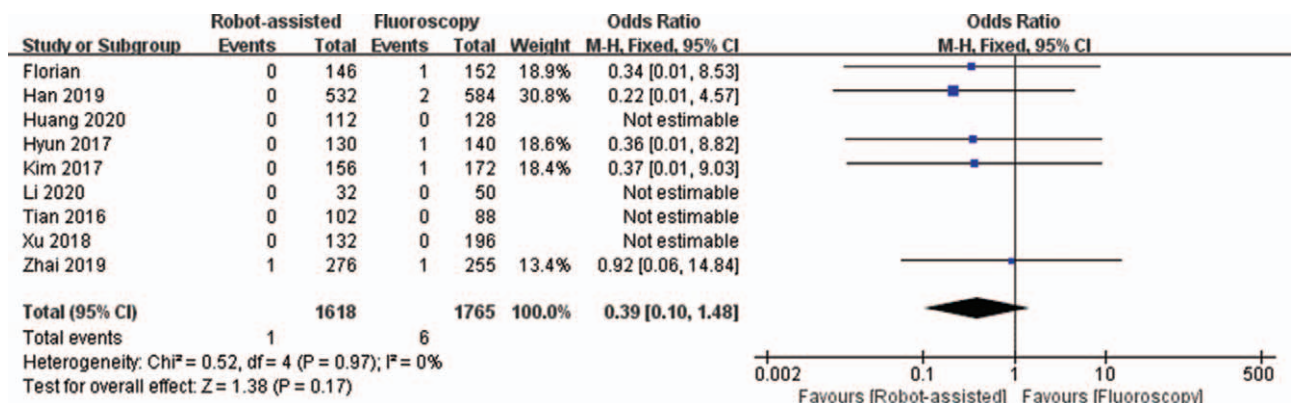 Robot-assisted Fluoroscopy Odds Ratio Odds Ratio
Study or Subgroup Events Total Events Total Weight M-H, Fixed, 95% CI M-H, Fixed, 95% CI
Florian 0 146 1 152 18.9% 0.34 [0.01, 8.53]
Han 2019 0 532 2 584 30.8% 0.22 [0.01, 4.57]
Huang 2020 0 112 0 128 Not estimable
Hyun 2017 0 130 1 140 18.6% 0.36 [0.01, 8.82]
Kim 2017 0 156 1 172 18.4% 0.37 [0.01, 9.03]
Li 2020 0 32 0 50 Not estimable
Tian 2016 0 102 0 88 Not estimable
Xu 2018 0 132 0 196 Not estimable
Zhai 2019 1 276 1 255 13.4% 0.92 [0.06, 14.84]
Total (95% CI) 1618 1765 100.0% 0.39 [0.10, 1.48]
Total events 1 6
Heterogeneity: Chi² = 0.52, df = 4 (P = 0.97); I² = 0%
Test for overall effect: Z = 1.38 (P = 0.17)
0.002 0.1 1 10 500
Favours [Robot-assisted] Favours [Fluoroscopy]